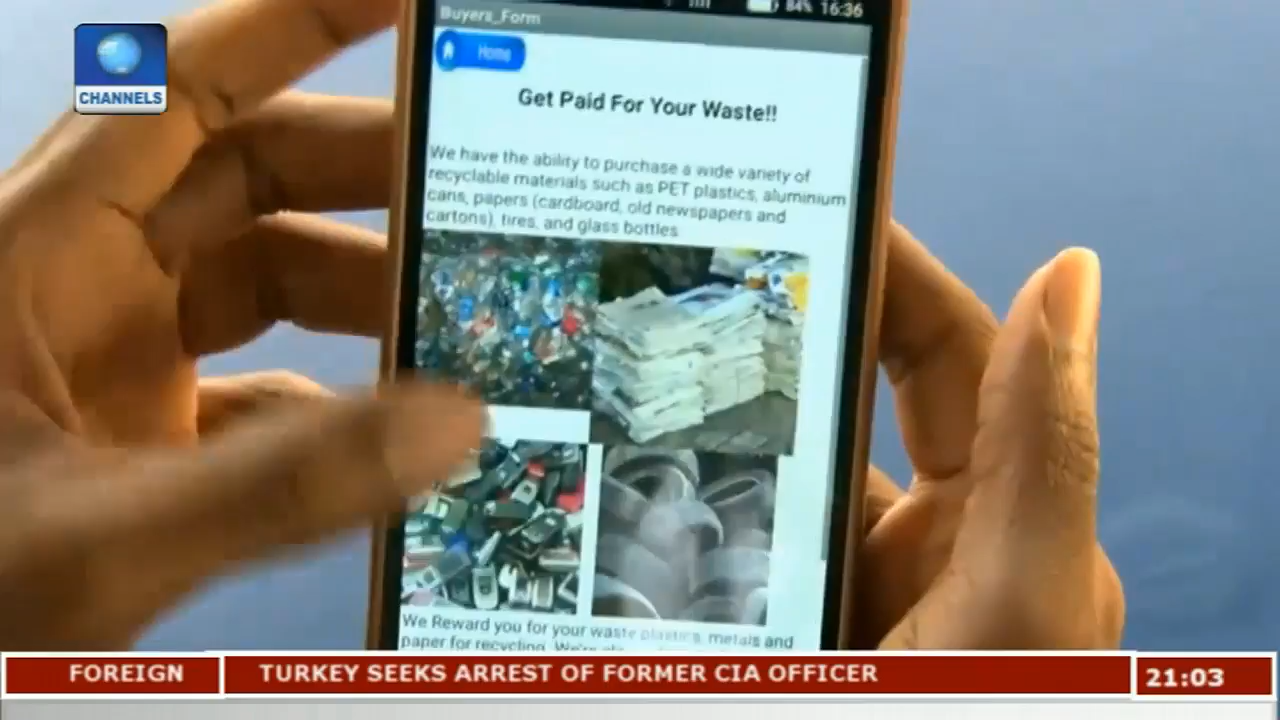 CHANNELS
Buyers_Form
84% 16:36
Home
Get Paid For Your Waste!!
We have the ability to purchase a wide variety of
recyclable materials such as PET plastics, aluminium
cans, papers (cardboard, old newspapers and
cartons), tires, and glass bottles
We Reward you for your waste plastics, metals and
paper for recycling. We're
FOREIGN
TURKEY SEEKS ARREST OF FORMER CIA OFFICER
21:03